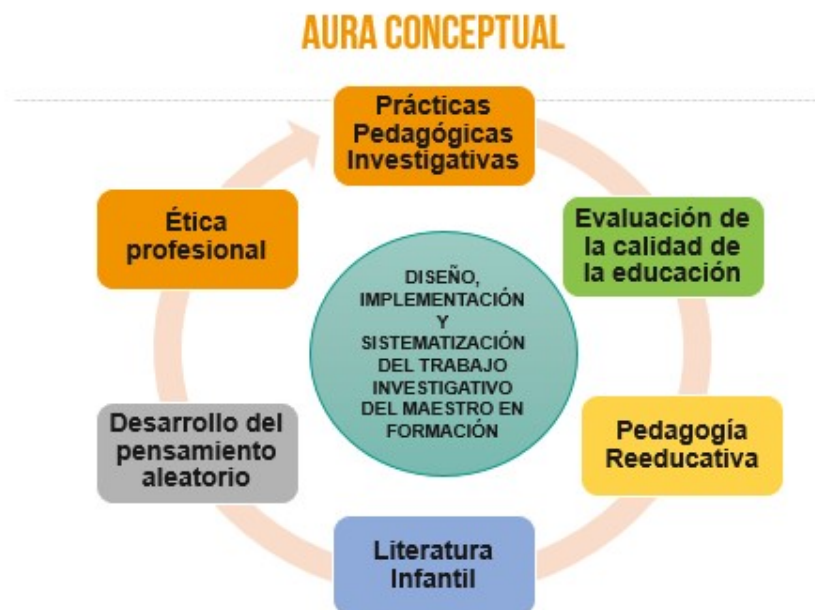 AURA CONCEPTUAL
Prácticas
Pedagógicas
Investigativas
Evaluación de
la calidad de
la educación
Pedagogía
Reeducativa
Literatura
Infantil
Desarrollo del
pensamiento
aleatorio
Ética
profesional
DISEÑO,
IMPLEMENTACIÓN
Y
SISTEMATIZACIÓN
DEL TRABAJO
INVESTIGATIVO
DEL MAESTRO EN
FORMACIÓN